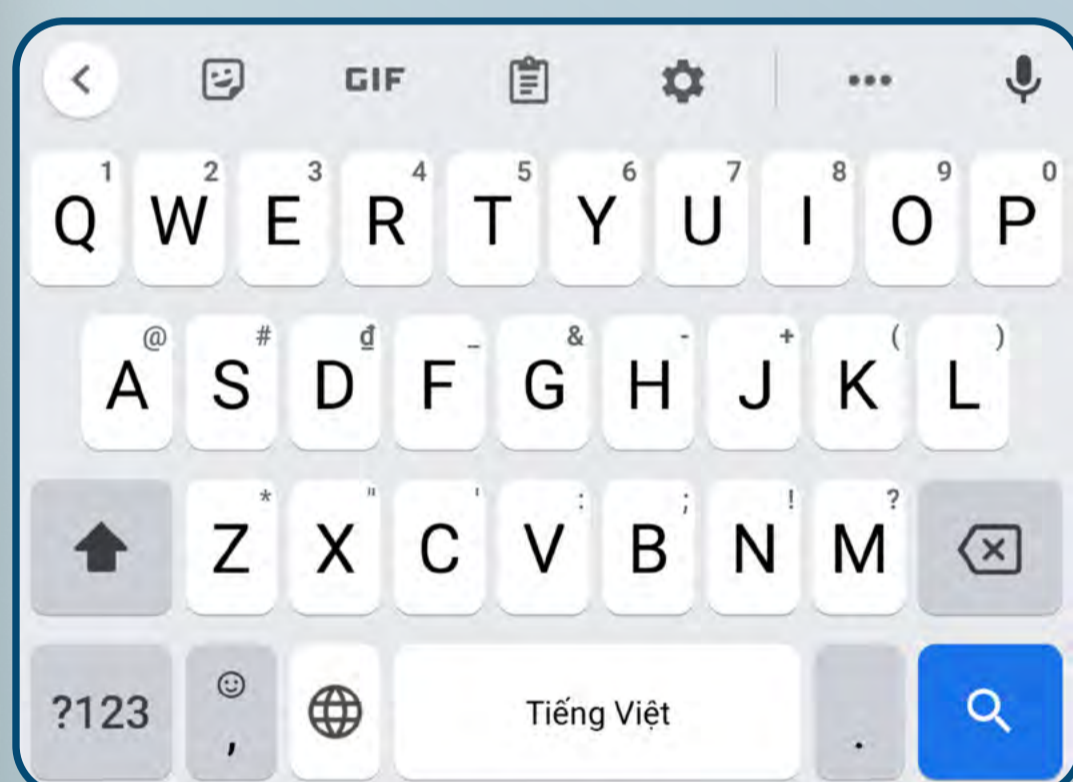 GIF
1 2 3 4 5 6 7 8 9 0
Q W E R T Y U I O P
@ # ₫ _ & - + ( )
A S D F G H J K L
* " ' : ; ! ?
Z X C V B N M
?123 , Tiếng Việt .